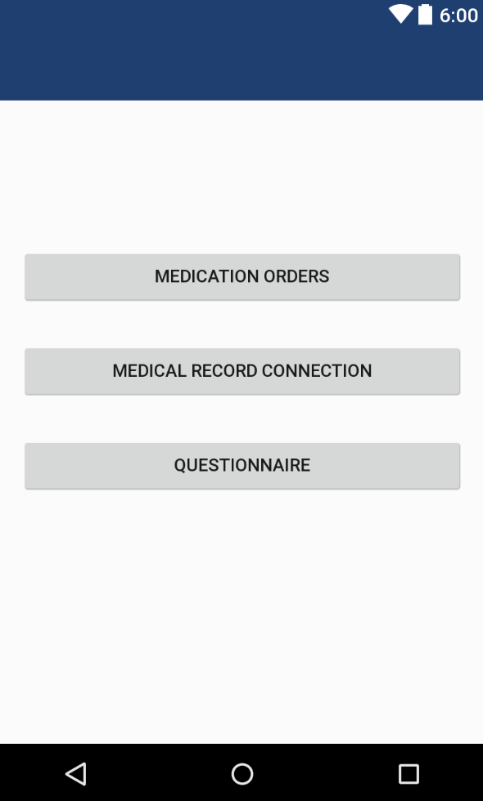 6:00
MEDICATION ORDERS
MEDICAL RECORD CONNECTION
QUESTIONNAIRE